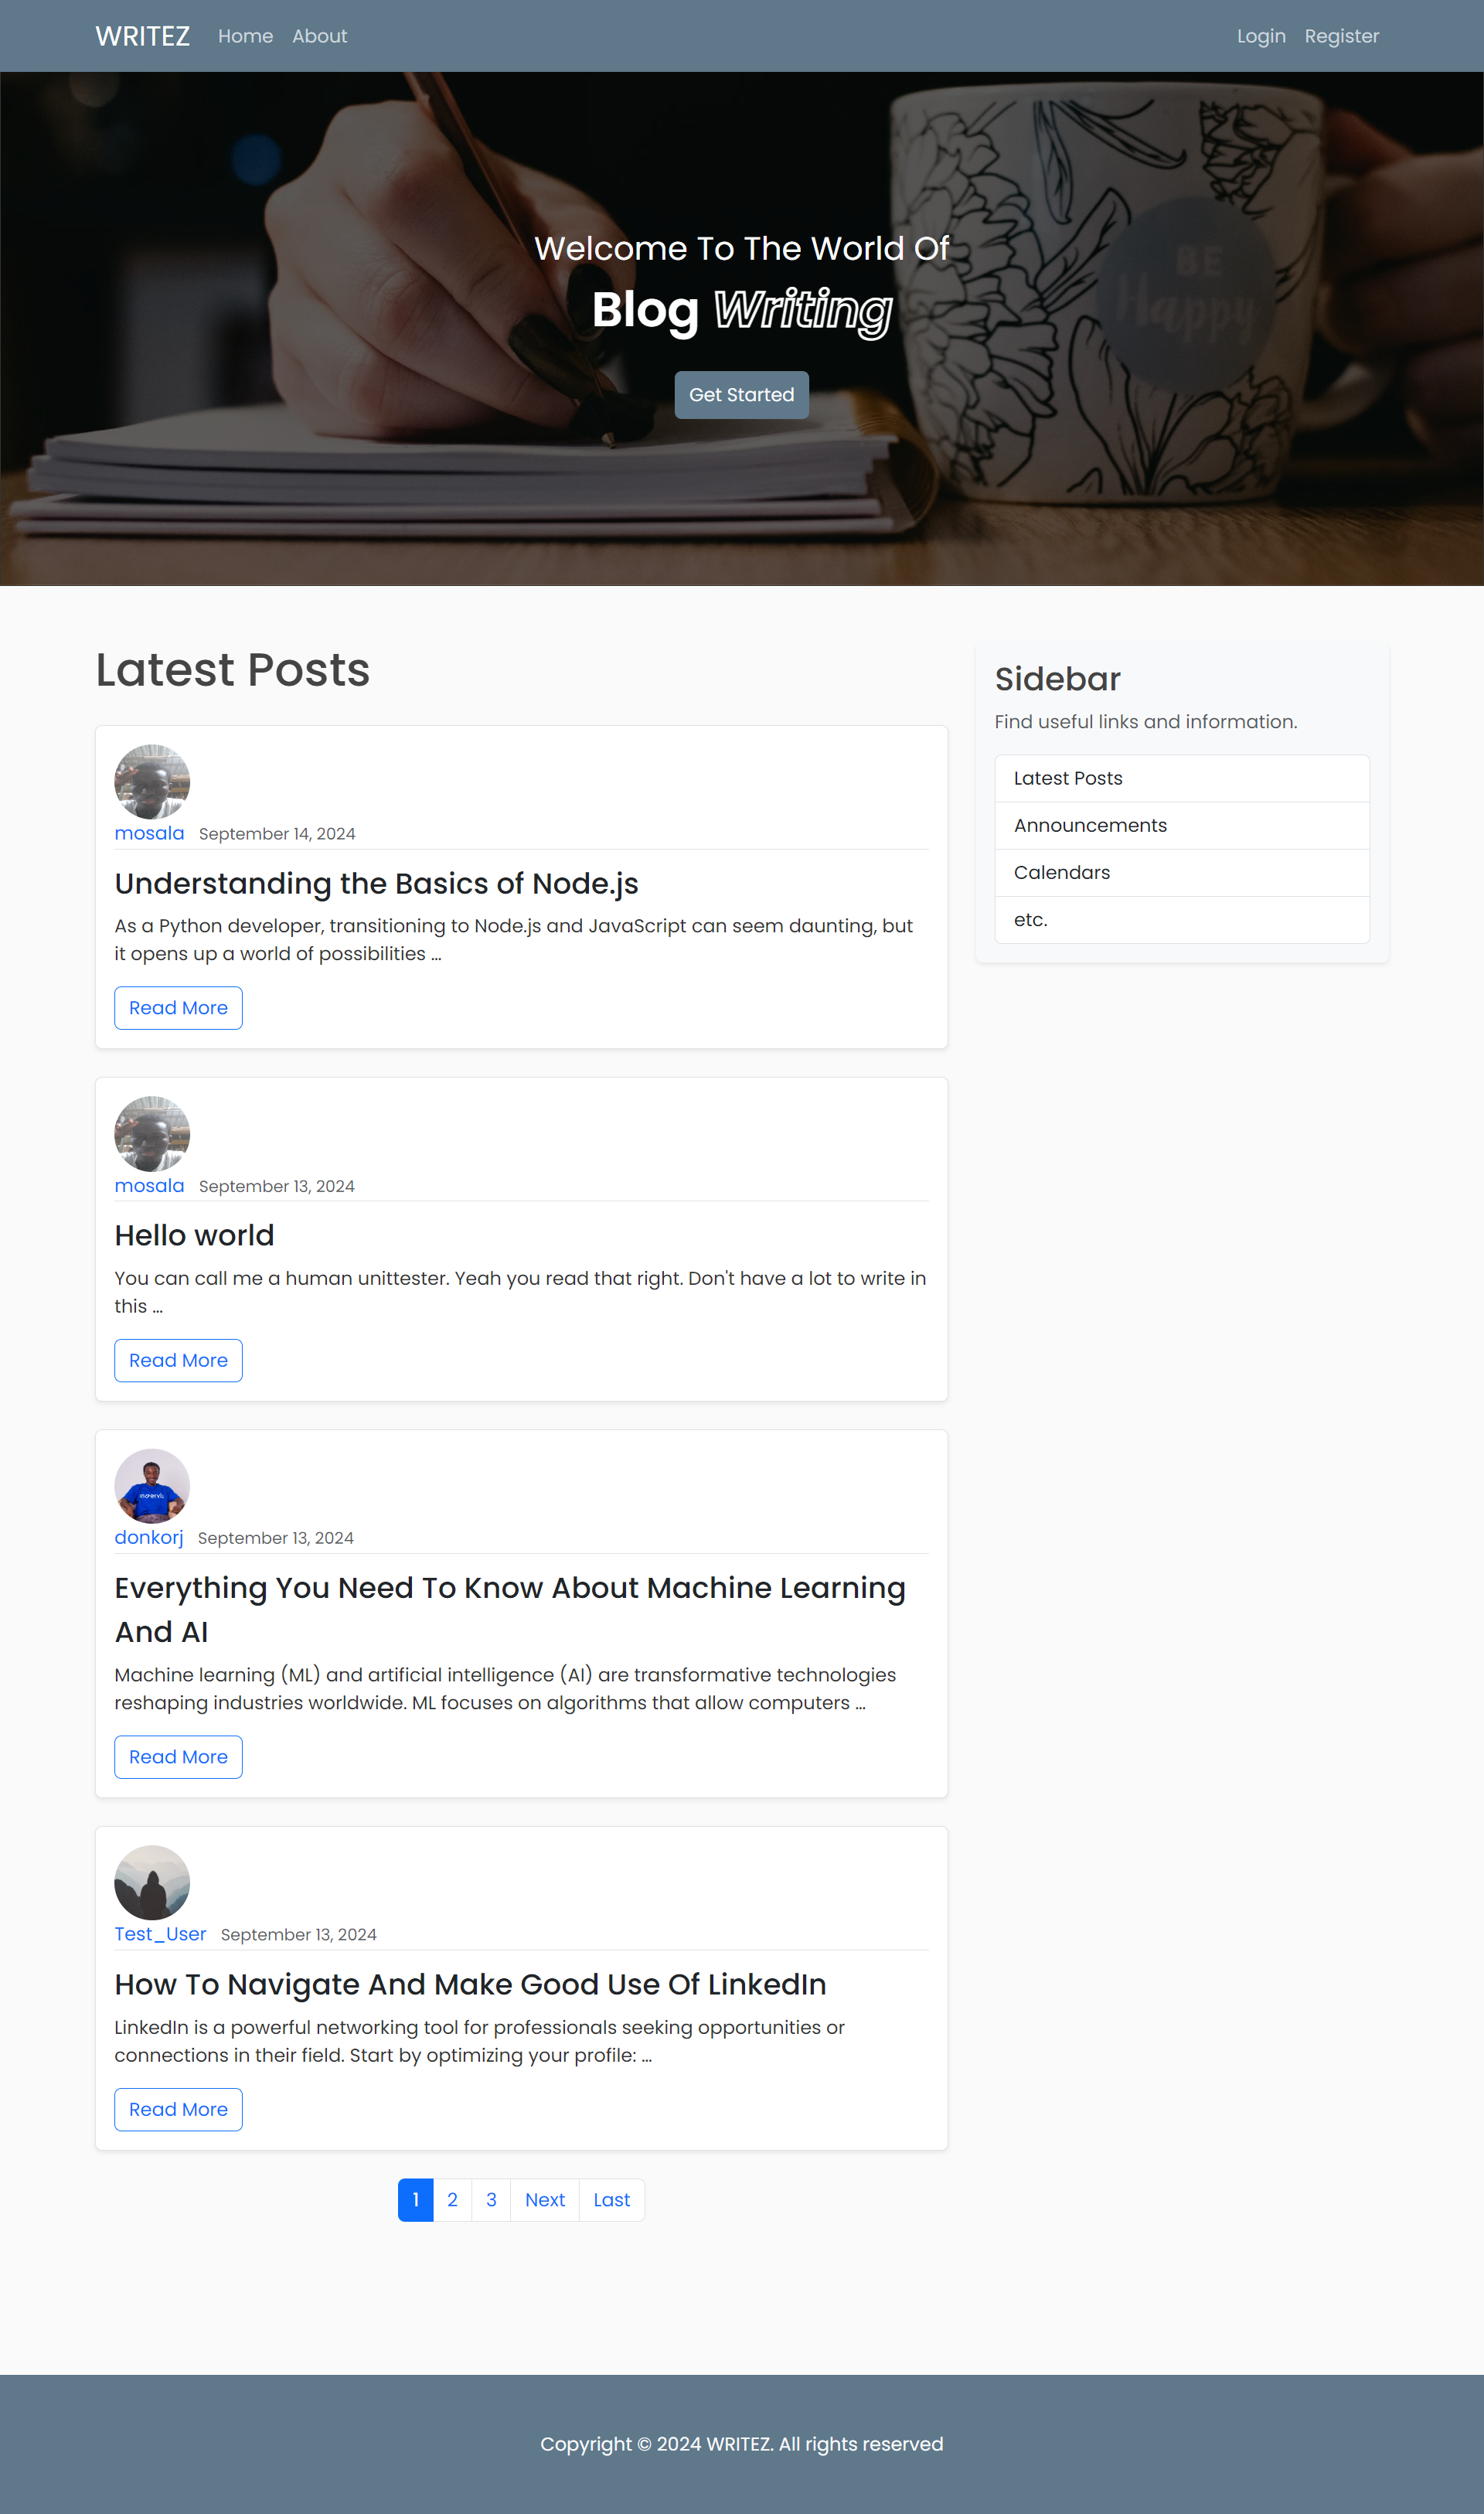 WRITEZ Home About Login Register
BE
Happy
Welcome To The World Of
Blog Writing
Get Started
Latest Posts
mosala September 14, 2024
Understanding the Basics of Node.js
As a Python developer, transitioning to Node.js and JavaScript can seem daunting, but
it opens up a world of possibilities …
Read More
mosala September 13, 2024
Hello world
You can call me a human unittester. Yeah you read that right. Don't have a lot to write in
this …
Read More
donkorj September 13, 2024
Everything You Need To Know About Machine Learning
And AI
Machine learning (ML) and artificial intelligence (AI) are transformative technologies
reshaping industries worldwide. ML focuses on algorithms that allow computers …
Read More
Test_User September 13, 2024
How To Navigate And Make Good Use Of LinkedIn
LinkedIn is a powerful networking tool for professionals seeking opportunities or
connections in their field. Start by optimizing your profile: …
Read More
1 2 3 Next Last
Sidebar
Find useful links and information.
Latest Posts
Announcements
Calendars
etc.
Copyright © 2024 WRITEZ. All rights reserved